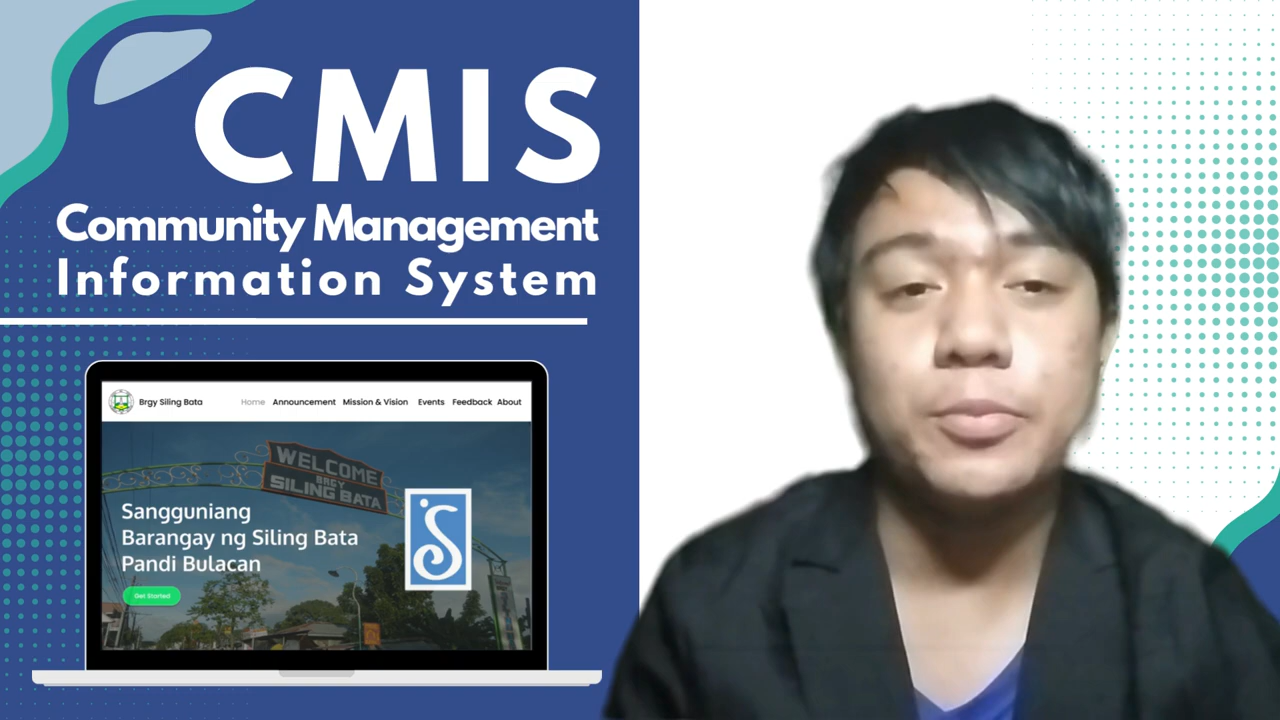 CMIS
Community Management
Information System
Brgy Siling Bata
Home Announcement Mission & Vision Events Feedback About
WELCOME
BRGY
SILING BATA
Sangguniang
Barangay ng Siling Bata
Pandi Bulacan
S
Get Started